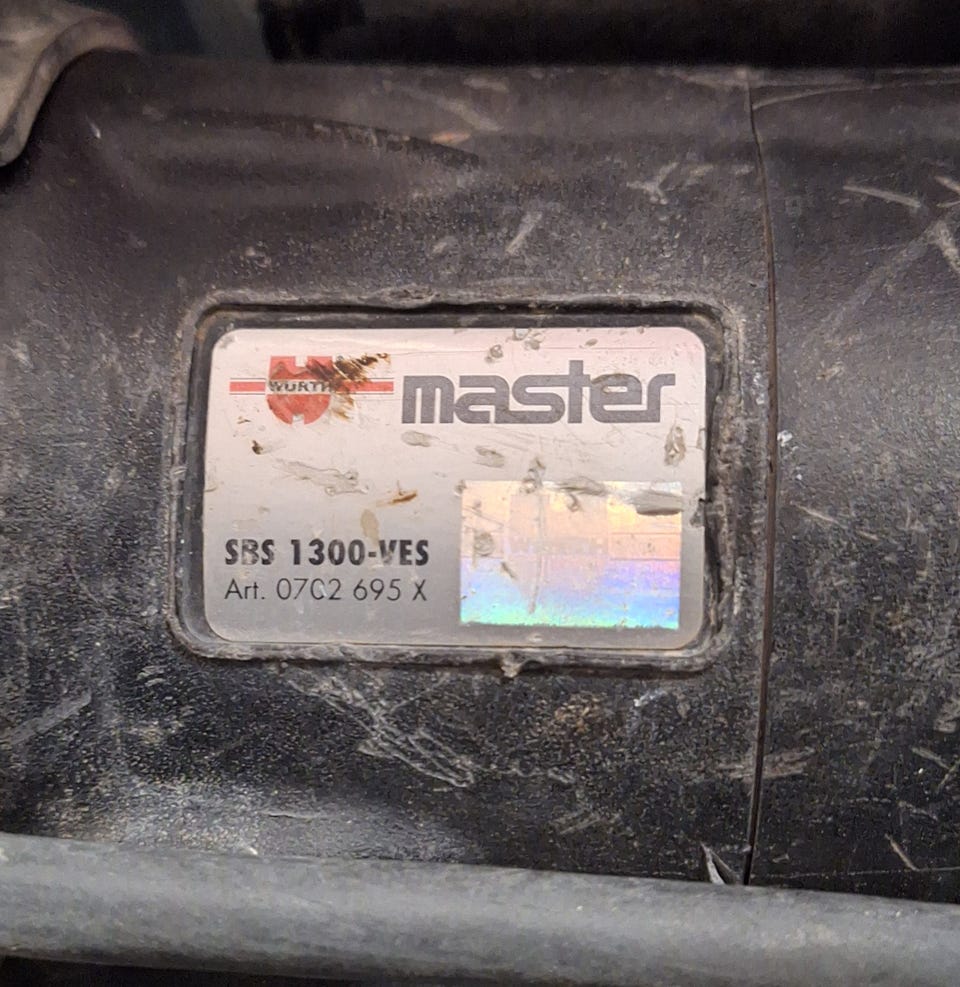 WÜRTH
master
SBS 1300-VES
Art. 0702 695 X